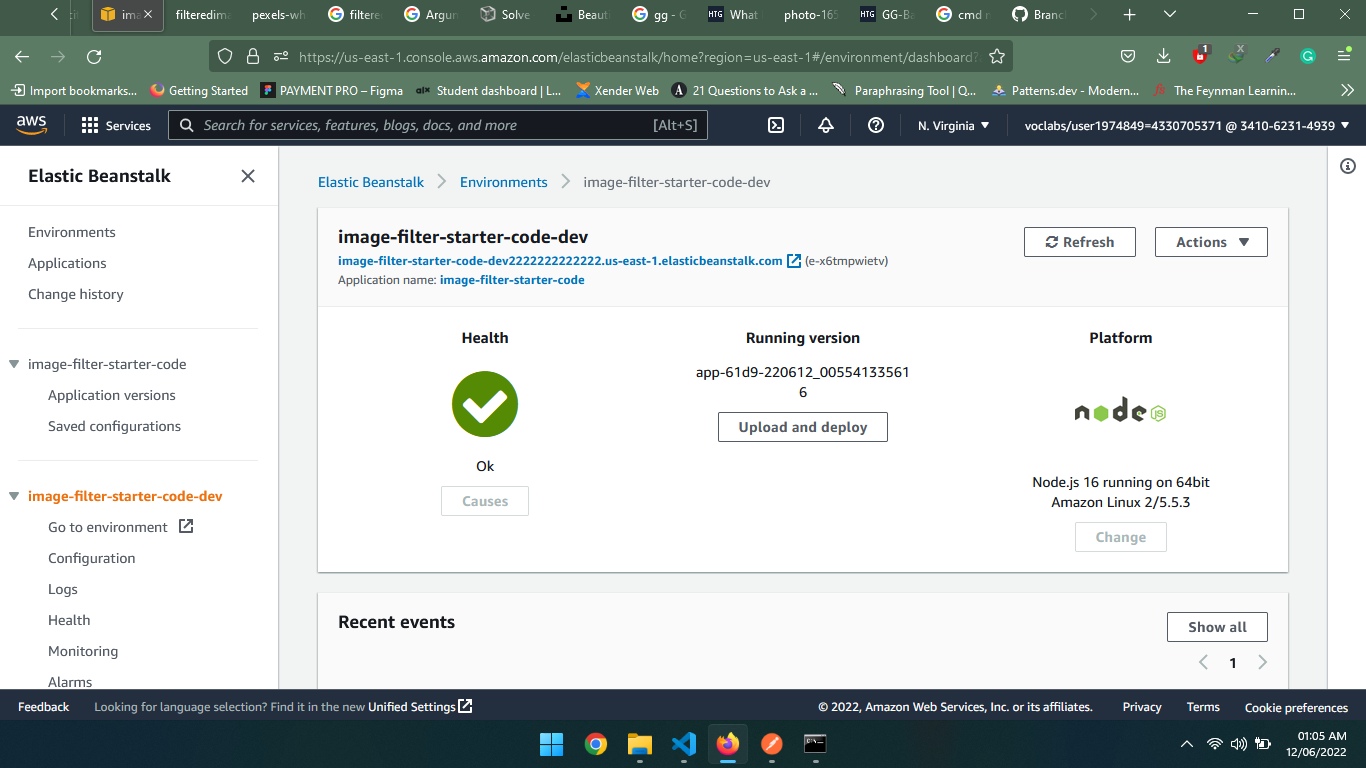 ima
filteredima
pexels-wh
filtere
Argun
Solve
Beaut
gg - G
What
photo-165
GG-Ba
cmd n
Branc
https://us-east-1.console.aws.amazon.com/elasticbeanstalk/home?region=us-east-1#/environment/dashboard?
1
Import bookmarks...
Getting Started
PAYMENT PRO – Figma
Student dashboard | L...
Xender Web
21 Questions to Ask a ...
Paraphrasing Tool | Q...
Patterns.dev - Modern...
The Feynman Learnin...
aws
Services
Search for services, features, blogs, docs, and more
[Alt+S]
N. Virginia
voclabs/user1974849=4330705371 @ 3410-6231-4939
Elastic Beanstalk
Environments
Applications
Change history
image-filter-starter-code
Application versions
Saved configurations
image-filter-starter-code-dev
Go to environment
Configuration
Logs
Health
Monitoring
Alarms
Elastic Beanstalk
Environments
image-filter-starter-code-dev
image-filter-starter-code-dev
image-filter-starter-code-dev2222222222222.us-east-1.elasticbeanstalk.com (e-x6tmpwietv)
Application name: image-filter-starter-code
Refresh
Actions
Health
Ok
Causes
Running version
app-61d9-220612_00554133561
6
Upload and deploy
Platform
node
JS
Node.js 16 running on 64bit
Amazon Linux 2/5.5.3
Change
Recent events
Show all
1
Feedback
Looking for language selection? Find it in the new Unified Settings
© 2022, Amazon Web Services, Inc. or its affiliates.
Privacy
Terms
Cookie preferences
01:05 AM
12/06/2022